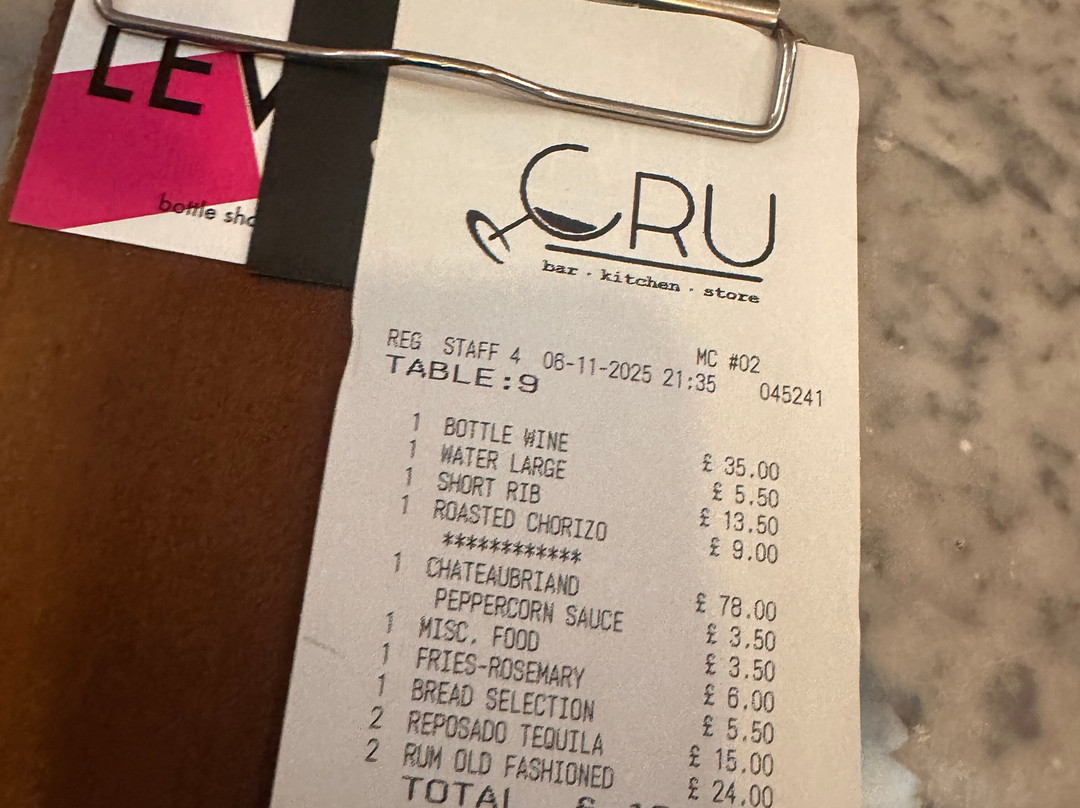 LE
bottle
CRU
bar · kitchen · store
MC #02
REG STAFF 4 08-11-2025 21:35 045241
TABLE:9
1 BOTTLE WINE £ 35.00
1 WATER LARGE £ 5.50
1 SHORT RIB £ 13.50
1 ROASTED CHORIZO £ 9.00
************
1 CHATEAUBRIAND £ 78.00
PEPPERCORN SAUCE £ 3.50
1 MISC. FOOD £ 3.50
1 FRIES-ROSEMARY £ 6.00
1 BREAD SELECTION £ 5.50
2 REPOSADO TEQUILA £ 15.00
2 RUM OLD FASHIONED £ 24.00
TOTAL £